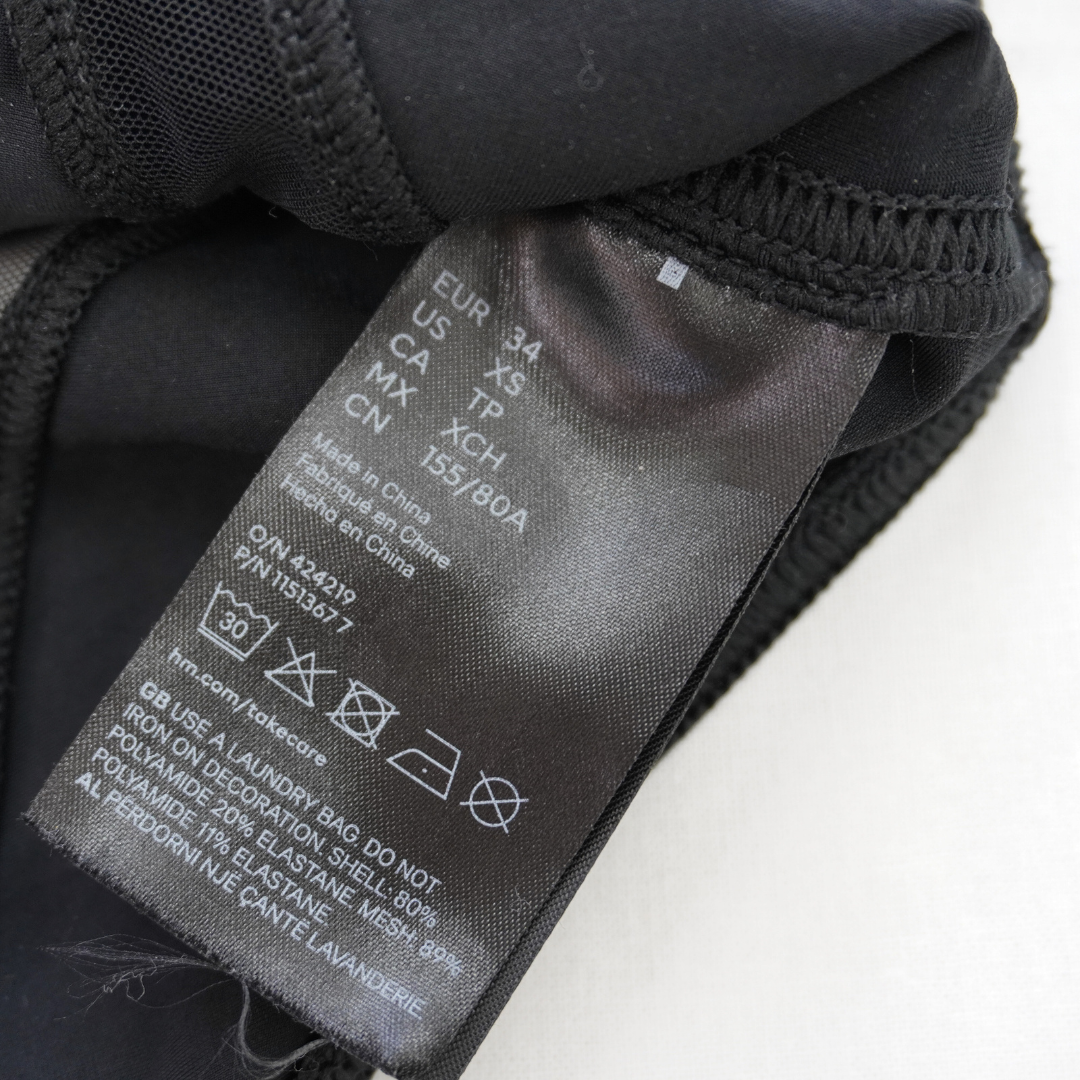 EUR 34
US XS
CA TP
MX XCH
CN 155/80A
Made in China
Fabriqué en Chine
Hecho en China
O/N 424219
P/N 11513677
30
hm.com/takecare
GB USE A LAUNDRY BAG, DO NOT
IRON ON DECORATION SHELL: 80%
POLYAMIDE 20% ELASTANE MESH: 89%
POLYAMIDE 11% ELASTANE
AL PERDORNI NJË ÇANTË LAVANDERIE